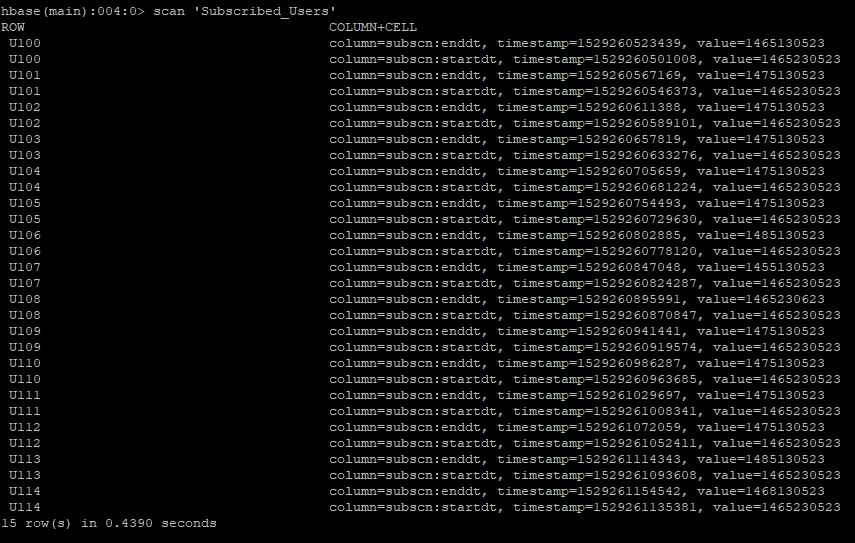 hbase(main):004:0> scan 'Subscribed_Users'
ROW COLUMN+CELL
U100 column=subscn:enddt, timestamp=1529260523439, value=1465130523
U100 column=subscn:startdt, timestamp=1529260501008, value=1465230523
U101 column=subscn:enddt, timestamp=1529260567169, value=1475130523
U101 column=subscn:startdt, timestamp=1529260546373, value=1465230523
U102 column=subscn:enddt, timestamp=1529260611388, value=1475130523
U102 column=subscn:startdt, timestamp=1529260589101, value=1465230523
U103 column=subscn:enddt, timestamp=1529260657819, value=1475130523
U103 column=subscn:startdt, timestamp=1529260633276, value=1465230523
U104 column=subscn:enddt, timestamp=1529260705659, value=1475130523
U104 column=subscn:startdt, timestamp=1529260681224, value=1465230523
U105 column=subscn:enddt, timestamp=1529260754493, value=1475130523
U105 column=subscn:startdt, timestamp=1529260729630, value=1465230523
U106 column=subscn:enddt, timestamp=1529260802885, value=1485130523
U106 column=subscn:startdt, timestamp=1529260778120, value=1465230523
U107 column=subscn:enddt, timestamp=1529260847048, value=1455130523
U107 column=subscn:startdt, timestamp=1529260824287, value=1465230523
U108 column=subscn:enddt, timestamp=1529260895991, value=1465230623
U108 column=subscn:startdt, timestamp=1529260870847, value=1465230523
U109 column=subscn:enddt, timestamp=1529260941441, value=1475130523
U109 column=subscn:startdt, timestamp=1529260919574, value=1465230523
U110 column=subscn:enddt, timestamp=1529260986287, value=1475130523
U110 column=subscn:startdt, timestamp=1529260963685, value=1465230523
U111 column=subscn:enddt, timestamp=1529261029697, value=1475130523
U111 column=subscn:startdt, timestamp=1529261008341, value=1465230523
U112 column=subscn:enddt, timestamp=1529261072059, value=1475130523
U112 column=subscn:startdt, timestamp=1529261052411, value=1465230523
U113 column=subscn:enddt, timestamp=1529261114343, value=1485130523
U113 column=subscn:startdt, timestamp=1529261093608, value=1465230523
U114 column=subscn:enddt, timestamp=1529261154542, value=1468130523
U114 column=subscn:startdt, timestamp=1529261135381, value=1465230523
15 row(s) in 0.4390 seconds